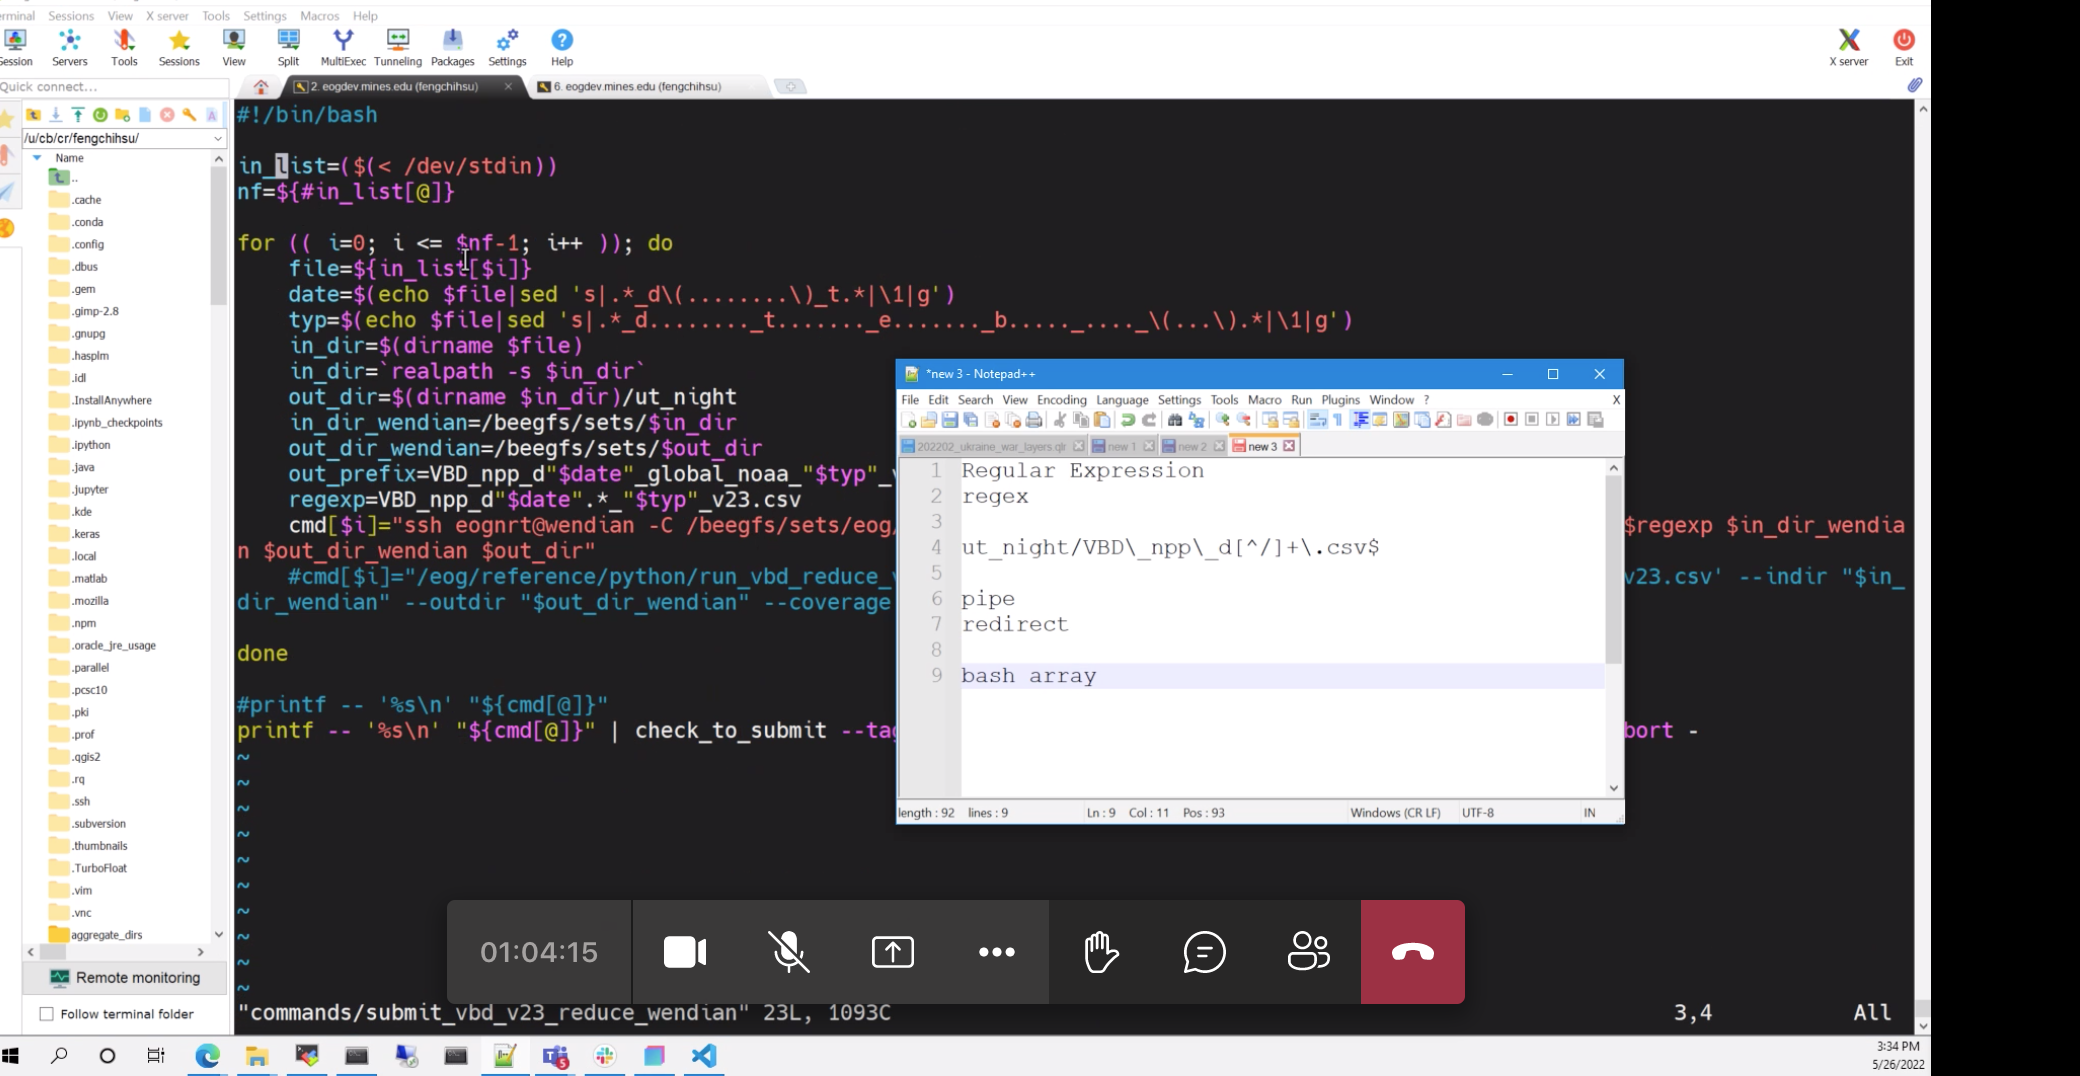 erminal Sessions View X server Tools Settings Macros Help
Session Servers Tools Sessions View Split MultiExec Tunneling Packages Settings Help X server Exit
Quick connect...
2. eogdev.mines.edu (fengchihsu)
6. eogdev.mines.edu (fengchihsu)
/u/cb/cr/fengchihsu/
Name
..
.cache
.conda
.config
.dbus
.gem
.gimp-2.8
.gnupg
.hasplm
.idl
.InstallAnywhere
.ipynb_checkpoints
.ipython
.java
.jupyter
.kde
.keras
.local
.matlab
.mozilla
.npm
.oracle_jre_usage
.parallel
.pcsc10
.pki
.prof
.qgis2
.rq
.ssh
.subversion
.thumbnails
.TurboFloat
.vim
.vnc
aggregate_dirs
Remote monitoring
Follow terminal folder
#!/bin/bash
in_list=($(< /dev/stdin))
nf=${#in_list[@]}
for (( i=0; i <= $nf-1; i++ )); do
file=${in_list[$i]}
date=$(echo $file|sed 's|.*_d\(........\)_t.*|\1|g')
typ=$(echo $file|sed 's|.*_d........_t......._e......._b....._...._\(...\).*|\1|g')
in_dir=$(dirname $file)
in_dir=`realpath -s $in_dir`
out_dir=$(dirname $in_dir)/ut_night
in_dir_wendian=/beegfs/sets/$in_dir
out_dir_wendian=/beegfs/sets/$out_dir
out_prefix=VBD_npp_d"$date"_global_noaa_"$typ"_
regexp=VBD_npp_d"$date".*_"$typ"_v23.csv
cmd[$i]="ssh eognrt@wendian -C /beegfs/sets/eog/ $regexp $in_dir_wendia
n $out_dir_wendian $out_dir"
#cmd[$i]="/eog/reference/python/run_vbd_reduce_ v23.csv' --indir "$in_
dir_wendian" --outdir "$out_dir_wendian" --coverage
done
#printf -- '%s\n' "${cmd[@]}"
printf -- '%s\n' "${cmd[@]}" | check_to_submit --tag bort -
~
~
~
~
~
~
~
~
~
~
"commands/submit_vbd_v23_reduce_wendian" 23L, 1093C 3,4 All
*new 3 - Notepad++
File Edit Search View Encoding Language Settings Tools Macro Run Plugins Window ? X
202202_ukraine_war_layers.qlr new 1 new 2 new 3
1 Regular Expression
2 regex
3
4 ut_night/VBD\_npp\_d[^/]+\.csv$
5
6 pipe
7 redirect
8
9 bash array
length : 92 lines : 9 Ln : 9 Col : 11 Pos : 93 Windows (CR LF) UTF-8 IN
01:04:15
3:34 PM
5/26/2022